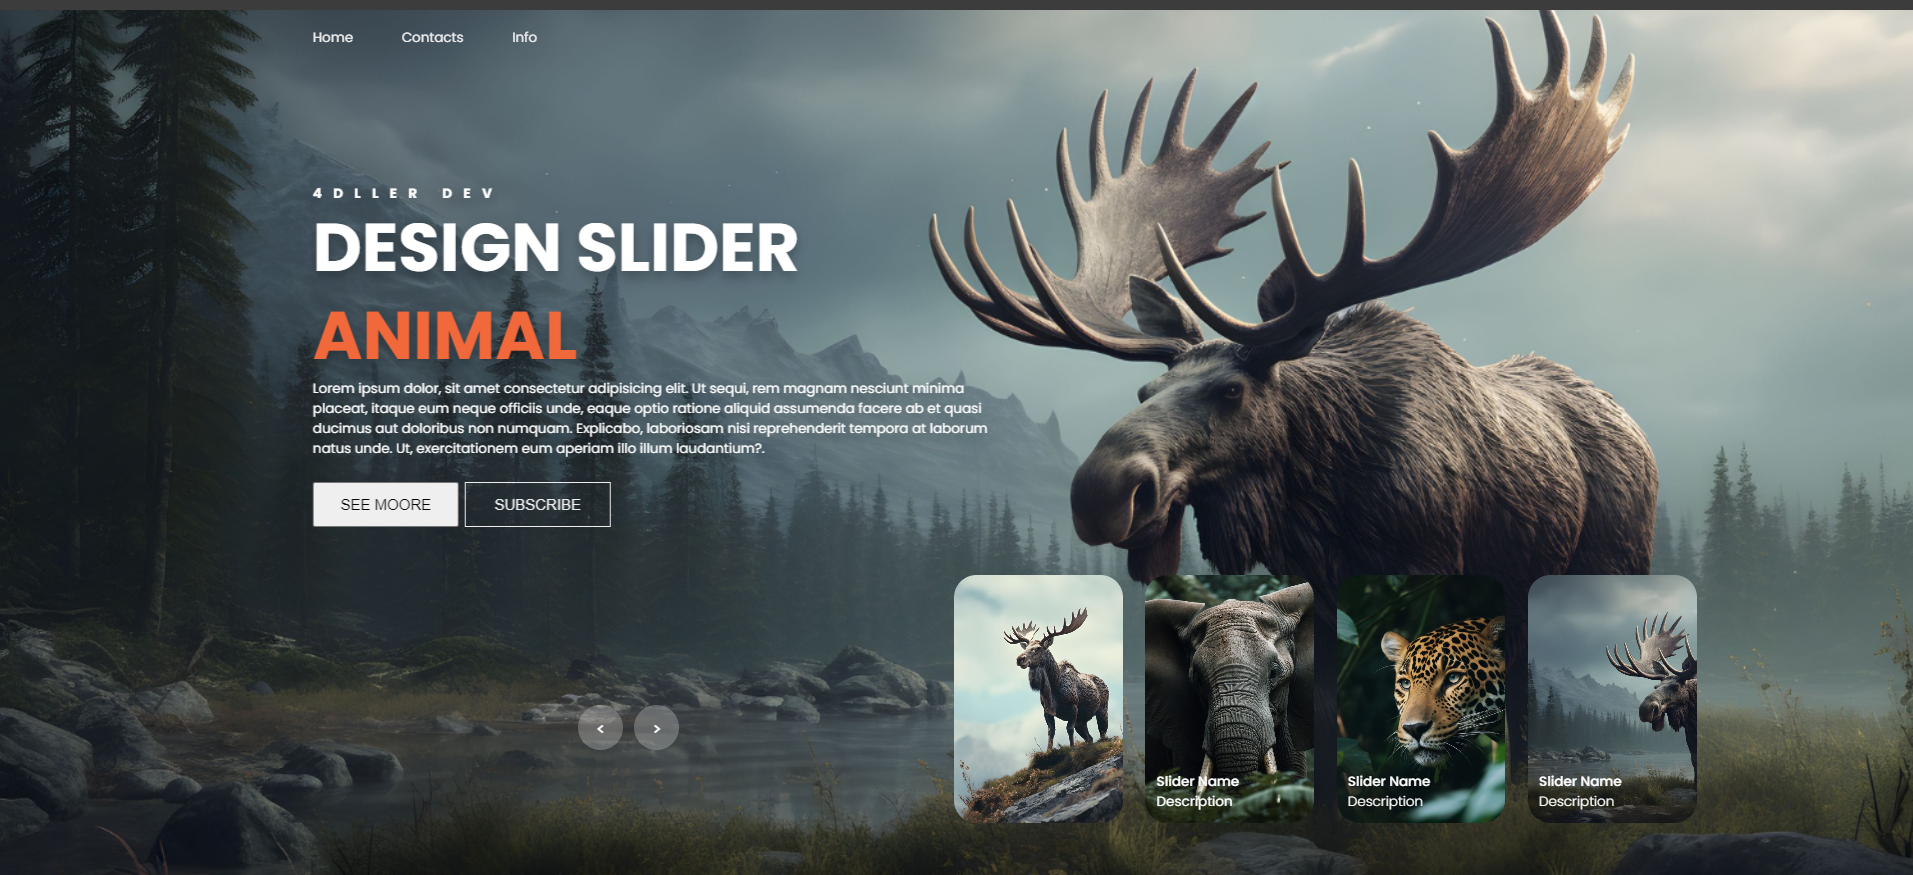 Home Contacts Info
4DLLER DEV
DESIGN SLIDER
ANIMAL
Lorem ipsum dolor, sit amet consectetur adipisicing elit. Ut sequi, rem magnam nesciunt minima
placeat, itaque eum neque officiis unde, eaque optio ratione aliquid assumenda facere ab et quasi
ducimus aut doloribus non numquam. Explicabo, laboriosam nisi reprehenderit tempora at laborum
natus unde. Ut, exercitationem eum aperiam illo illum laudantium?.
SEE MOORE SUBSCRIBE
< >
Slider Name
Description
Slider Name
Description
Slider Name
Description